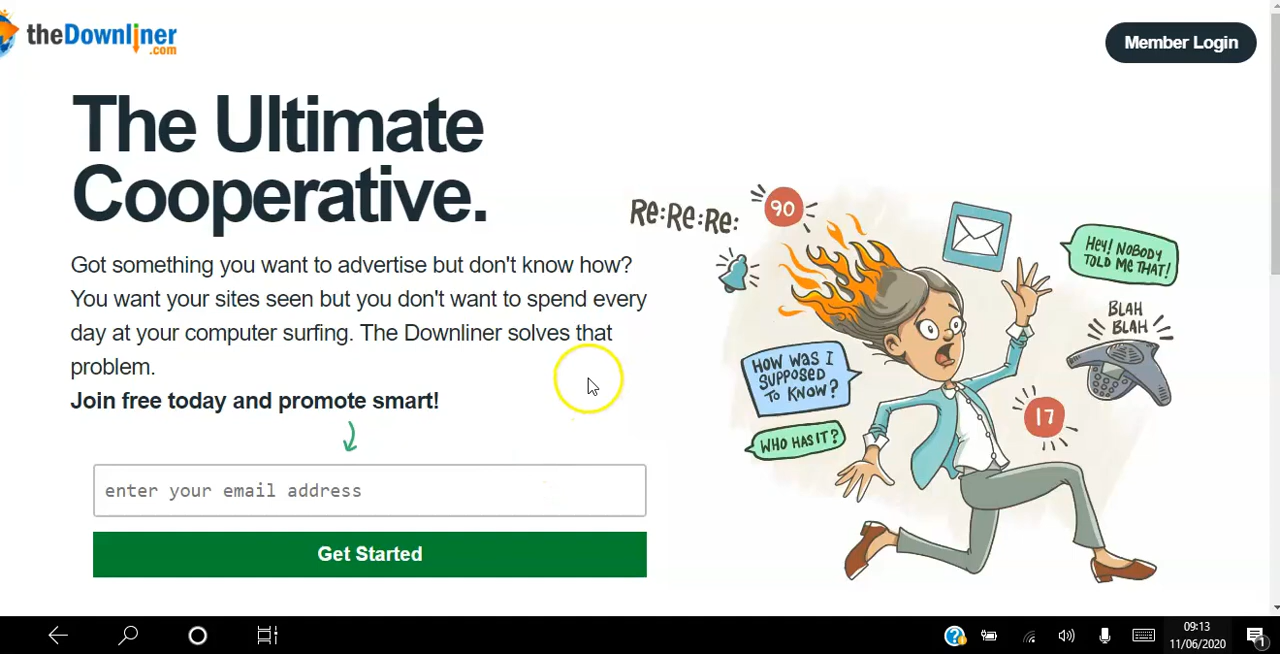 theDownliner
.com
Member Login
The Ultimate
Cooperative.
Got something you want to advertise but don't know how?
You want your sites seen but you don't want to spend every
day at your computer surfing. The Downliner solves that
problem.
Join free today and promote smart!
enter your email address
Get Started
Re:Re:Re:
90
HEY! NOBODY
TOLD ME THAT!
BLAH
BLAH
HOW WAS I
SUPPOSED
TO KNOW?
17
WHO HAS IT?
09:13
11/06/2020
1